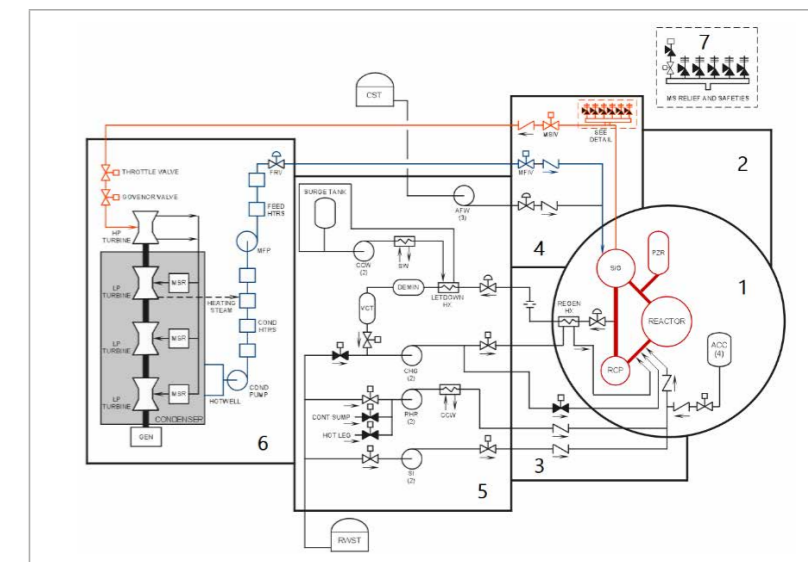 7
MS RELIEF AND SAFETIES
CST
MSIV
SEE
DETAIL
2
THROTTLE VALVE
GOVENOR VALVE
FRV
MFIV
FEED
HTRS
SURGE TANK
AFW
(3)
4
HP
TURBINE
MFP
CCW
(2)
SW
S/G
PZR
1
LP
TURBINE
MSR
HEATING
STEAM
DEMIN
LETDOWN
HX
VCT
REGEN
HX
REACTOR
LP
TURBINE
MSR
COND
HTRS
CHG
(2)
RCP
ACC
(4)
LP
TURBINE
MSR
HOTWELL
COND
PUMP
CONDENSER
CONT SUMP
HOT LEG
RHR
(2)
CCW
GEN
6
SI
(2)
5
3
RWST